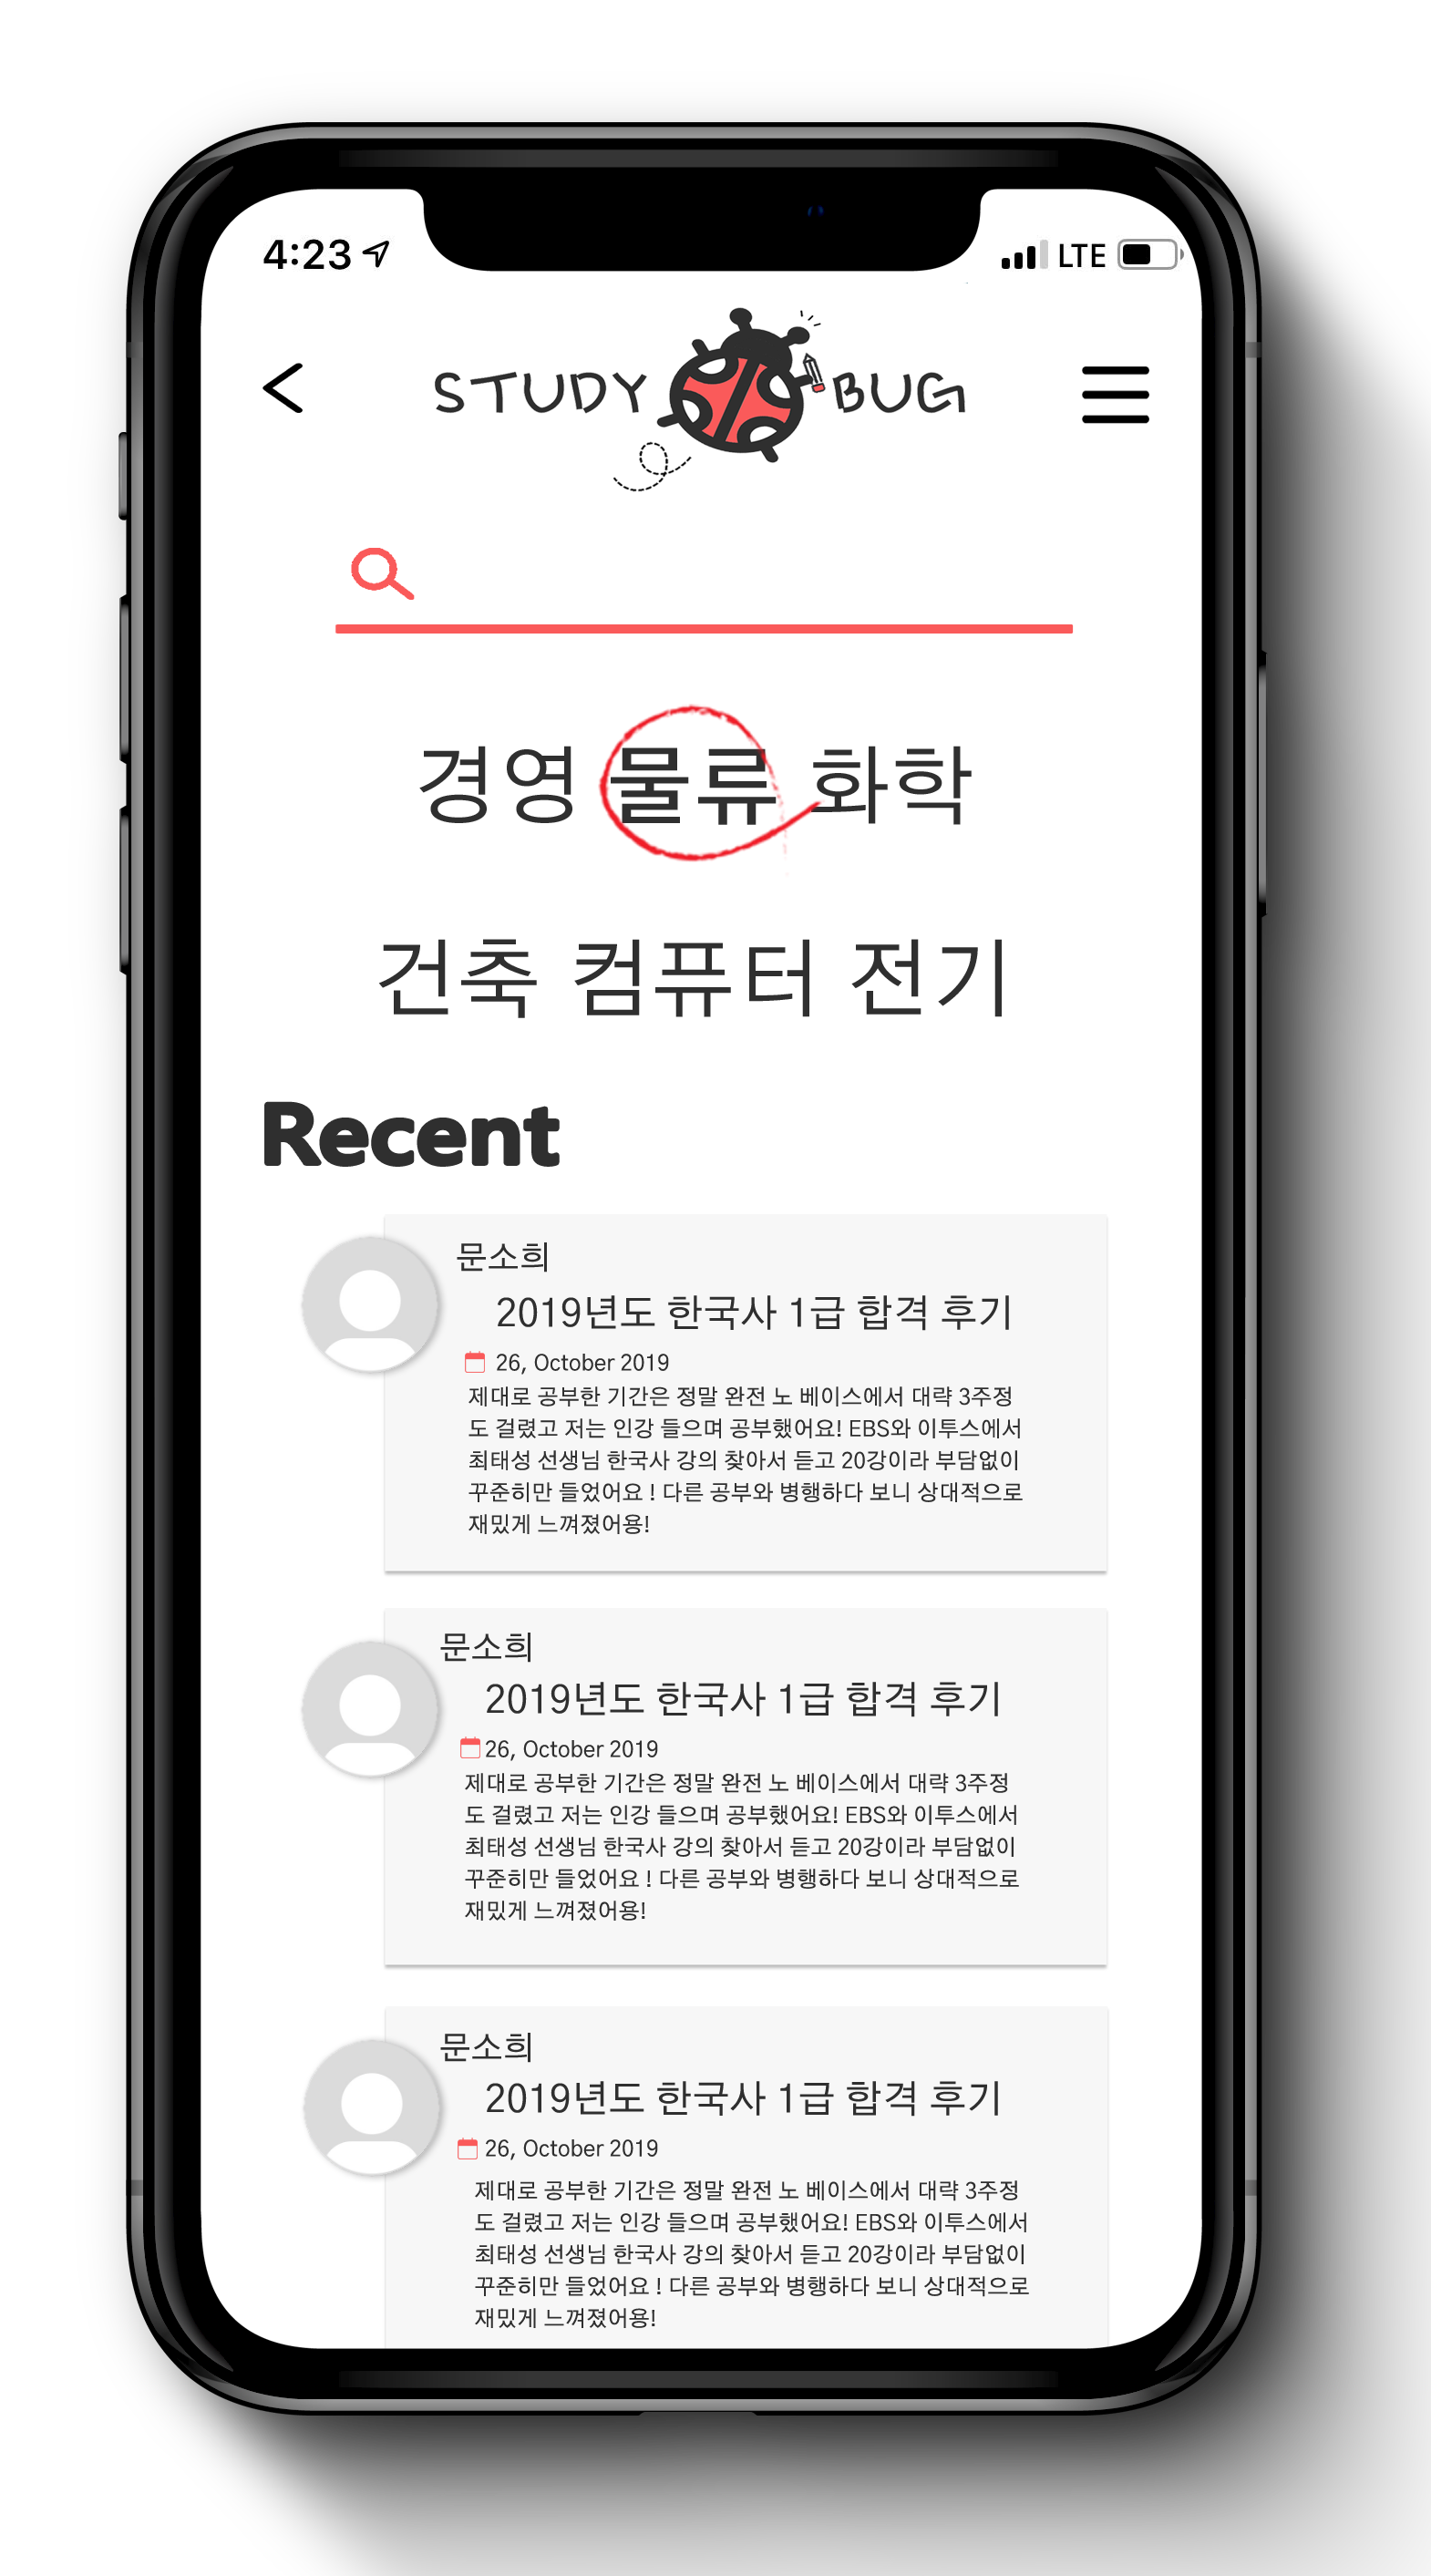 4:23 LTE
STUDY BUG
경영 물류 화학
건축 컴퓨터 전기
Recent
문소희
2019년도 한국사 1급 합격 후기
26, October 2019
제대로 공부한 기간은 정말 완전 노 베이스에서 대략 3주정
도 걸렸고 저는 인강 들으며 공부했어요! EBS와 이투스에서
최태성 선생님 한국사 강의 찾아서 듣고 20강이라 부담없이
꾸준히만 들었어요 ! 다른 공부와 병행하다 보니 상대적으로
재밌게 느껴졌어용!
문소희
2019년도 한국사 1급 합격 후기
26, October 2019
제대로 공부한 기간은 정말 완전 노 베이스에서 대략 3주정
도 걸렸고 저는 인강 들으며 공부했어요! EBS와 이투스에서
최태성 선생님 한국사 강의 찾아서 듣고 20강이라 부담없이
꾸준히만 들었어요 ! 다른 공부와 병행하다 보니 상대적으로
재밌게 느껴졌어용!
문소희
2019년도 한국사 1급 합격 후기
26, October 2019
제대로 공부한 기간은 정말 완전 노 베이스에서 대략 3주정
도 걸렸고 저는 인강 들으며 공부했어요! EBS와 이투스에서
최태성 선생님 한국사 강의 찾아서 듣고 20강이라 부담없이
꾸준히만 들었어요 ! 다른 공부와 병행하다 보니 상대적으로
재밌게 느껴졌어용!